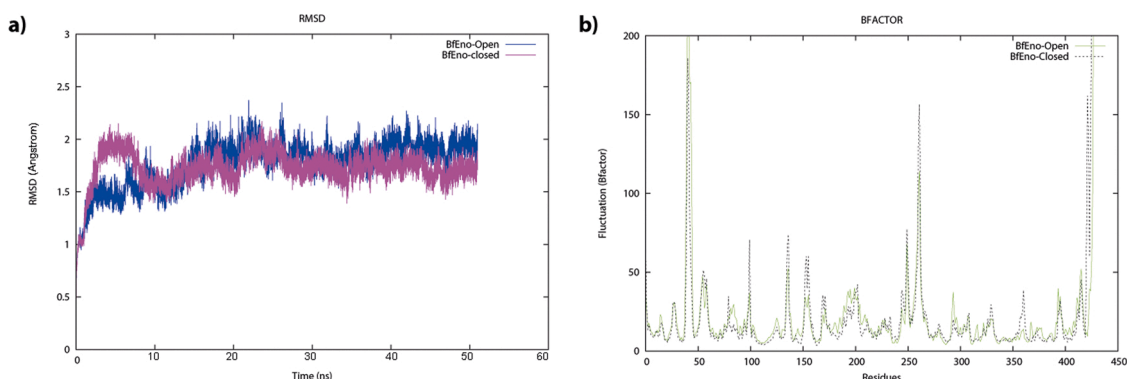 a)
RMSD
BfEno-Open
BfEno-closed
3
2.5
2
1.5
1
0.5
0
RMSD (Angstrom)
0 10 20 30 40 50 60
Time (ns)
b)
BFACTOR
BfEno-Open
BfEno-Closed
200
150
100
50
0
Fluctuation (Bfactor)
0 50 100 150 200 250 300 350 400 450
Residues